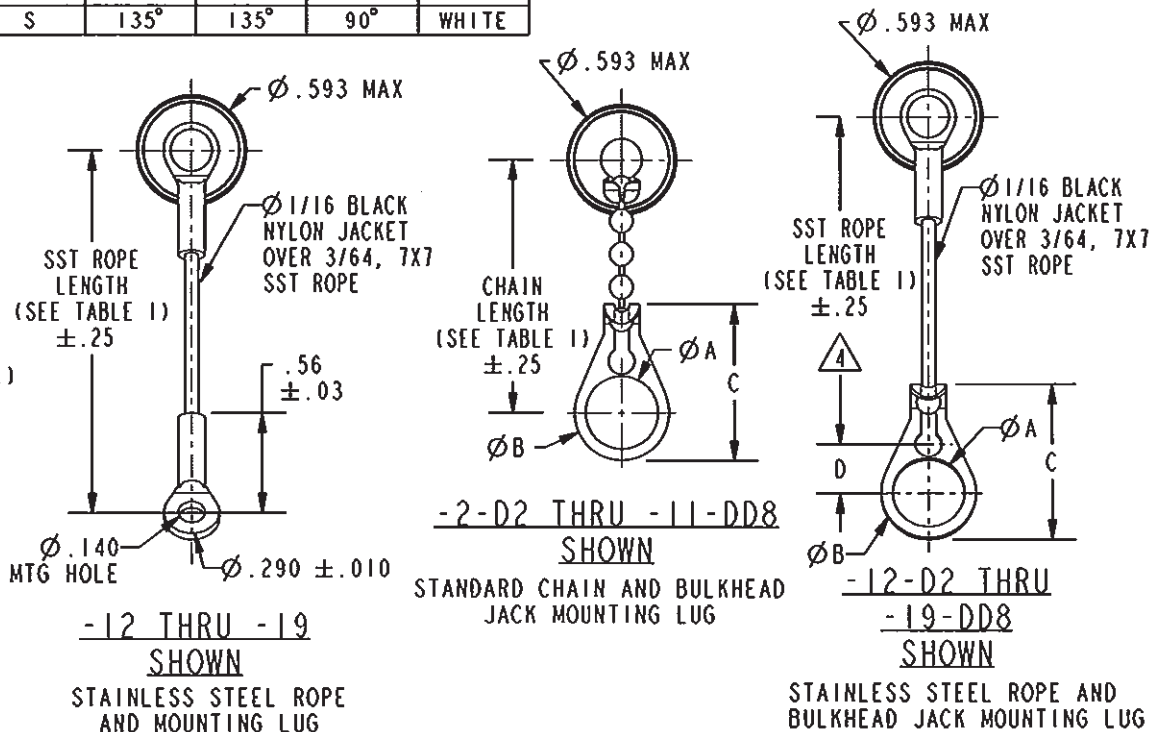 S 135° 135° 90° WHITE
Ø.593 MAX
Ø1/16 BLACK
NYLON JACKET
OVER 3/64, 7X7
SST ROPE
SST ROPE
LENGTH
(SEE TABLE 1)
±.25
)
.56
±.03
Ø.140
MTG HOLE
Ø.290 ±.010
-12 THRU -19
SHOWN
STAINLESS STEEL ROPE
AND MOUNTING LUG
Ø.593 MAX
CHAIN
LENGTH
(SEE TABLE 1)
±.25
ØA
C
ØB
-2-D2 THRU -11-DD8
SHOWN
STANDARD CHAIN AND BULKHEAD
JACK MOUNTING LUG
Ø.593 MAX
Ø1/16 BLACK
NYLON JACKET
OVER 3/64, 7X7
SST ROPE
SST ROPE
LENGTH
(SEE TABLE 1)
±.25
4
ØA
D
C
ØB
-12-D2 THRU
-19-DD8
SHOWN
STAINLESS STEEL ROPE AND
BULKHEAD JACK MOUNTING LUG